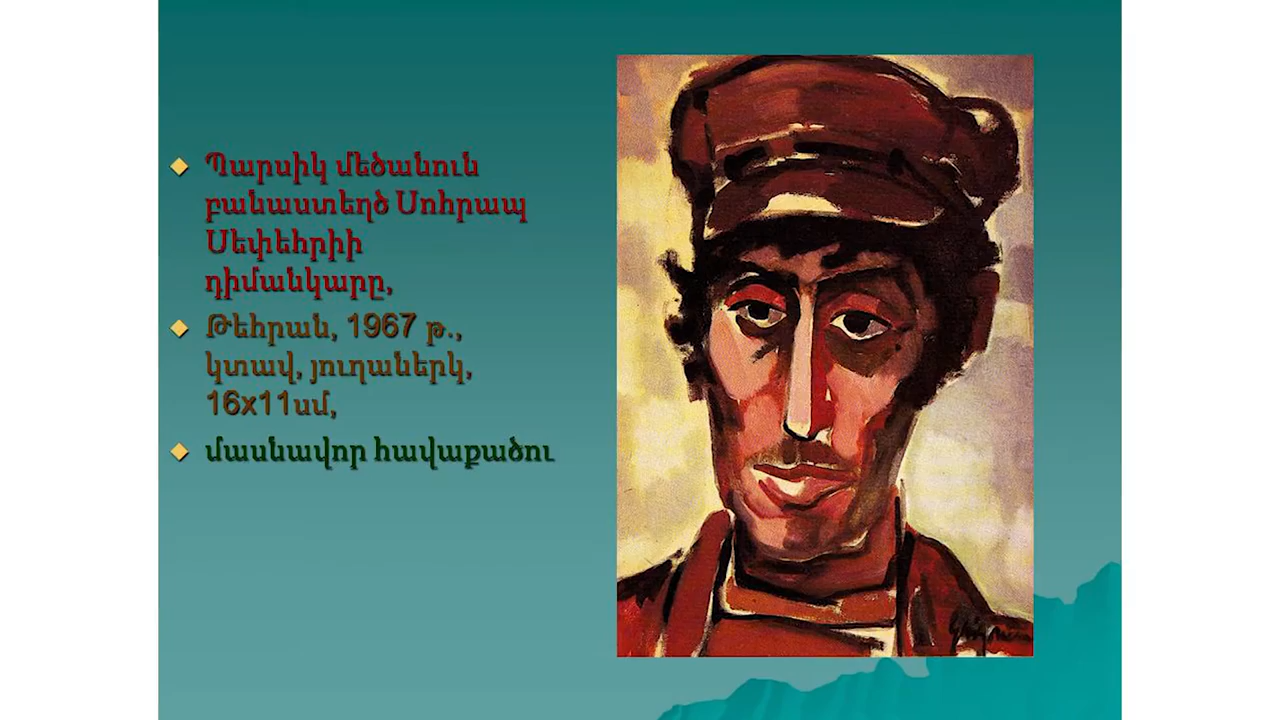 Պարսիկ մեծանուն
բանաստեղծ Սոհրապ
Սեփեհրիի
դիմանկարը,
Թեհրան, 1967 թ.,
կտավ, յուղաներկ,
16x11սմ,
մասնավոր հավաքածու